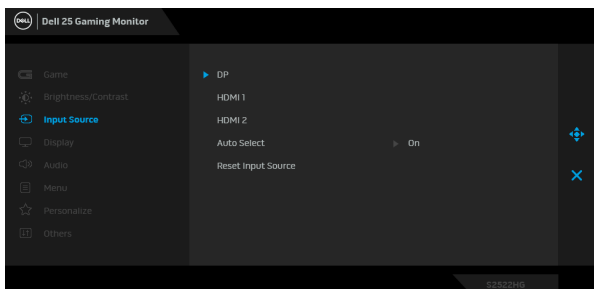 DELL Dell 25 Gaming Monitor
Game
Brightness/Contrast
Input Source
Display
Audio
Menu
Personalize
Others
DP
HDMI 1
HDMI 2
Auto Select On
Reset Input Source
S2522HG